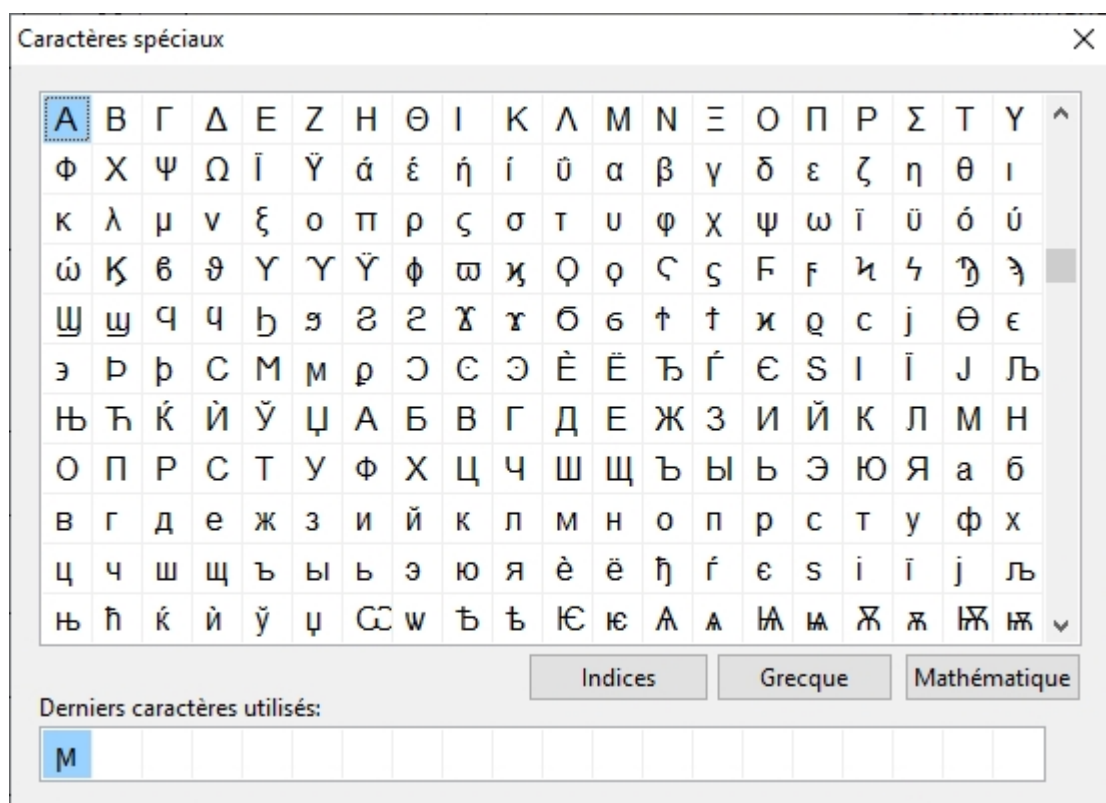 Caractères spéciaux
Α Β Γ Δ Ε Ζ Η Θ Ι Κ Λ Μ Ν Ξ Ο Π Ρ Σ Τ Υ
Φ Χ Ψ Ω Ϊ Ϋ ά έ ή ί ΰ α β γ δ ε ζ η θ ι
κ λ μ ν ξ ο π ρ ς σ τ υ φ χ ψ ω ϊ ϋ ό ύ
ώ Ϗ ϐ ϑ ϒ ϓ ϔ ϕ ϖ ϗ Ϙ ϙ Ϛ ϛ Ϝ ϝ Ϟ ϟ Ϡ ϡ
Ϣ ϣ Ϥ ϥ Ϧ ϧ Ϩ ϩ Ϫ ϫ Ϭ ϭ Ϯ ϯ ϰ ϱ ϲ ϳ ϴ ϵ
϶ Ϸ ϸ Ϲ Ϻ ϻ ϼ Ͻ Ͼ Ͽ Ѐ Ё Ђ Ѓ Є Ѕ І Ї Ј Љ
Њ Ћ Ќ Ѝ Ў Џ А Б В Г Д Е Ж З И Й К Л М Н
О П Р С Т У Ф Х Ц Ч Ш Щ Ъ Ы Ь Э Ю Я а б
в г д е ж з и й к л м н о п р с т у ф х
ц ч ш щ ъ ы ь э ю я ѐ ё ђ ѓ є ѕ і ї ј љ
њ ћ ќ ѝ ў џ Ѡ ѡ Ѣ ѣ Ѥ ѥ Ѧ ѧ Ѩ ѩ Ѫ ѫ Ѭ ѭ
Indices Grecque Mathématique
Derniers caractères utilisés:
ϻ